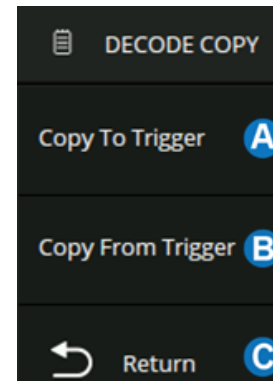 DECODE COPY
Copy To Trigger A
Copy From Trigger B
Return C